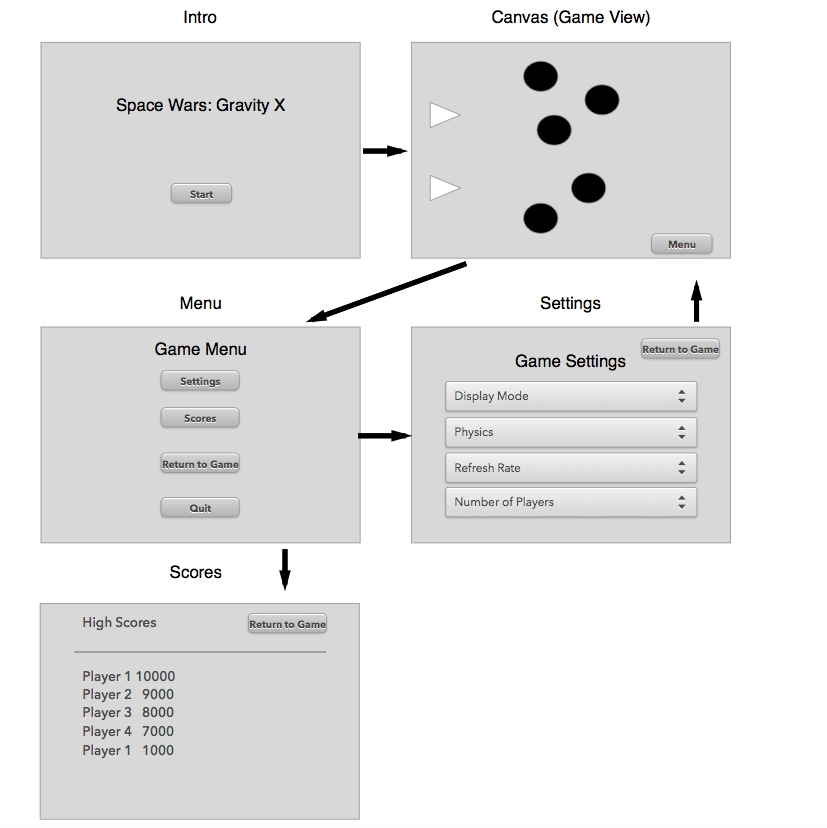 Intro
Space Wars: Gravity X
Start
Canvas (Game View)
Menu
Menu
Game Menu
Settings
Scores
Return to Game
Quit
Settings
Return to Game
Game Settings
Display Mode
Physics
Refresh Rate
Number of Players
Scores
High Scores
Return to Game
Player 1 10000
Player 2 9000
Player 3 8000
Player 4 7000
Player 1 1000